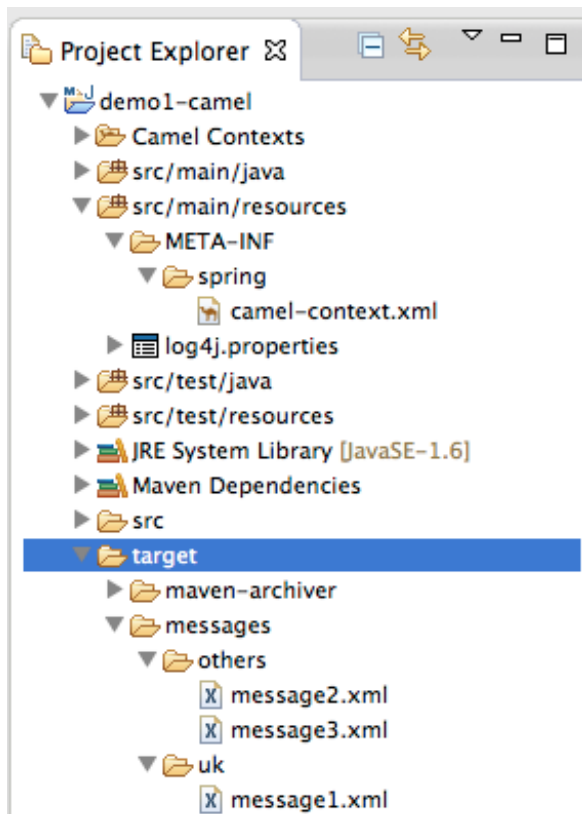 Project Explorer
demo1-camel
Camel Contexts
src/main/java
src/main/resources
META-INF
spring
camel-context.xml
log4j.properties
src/test/java
src/test/resources
JRE System Library [JavaSE-1.6]
Maven Dependencies
src
target
maven-archiver
messages
others
message2.xml
message3.xml
uk
message1.xml